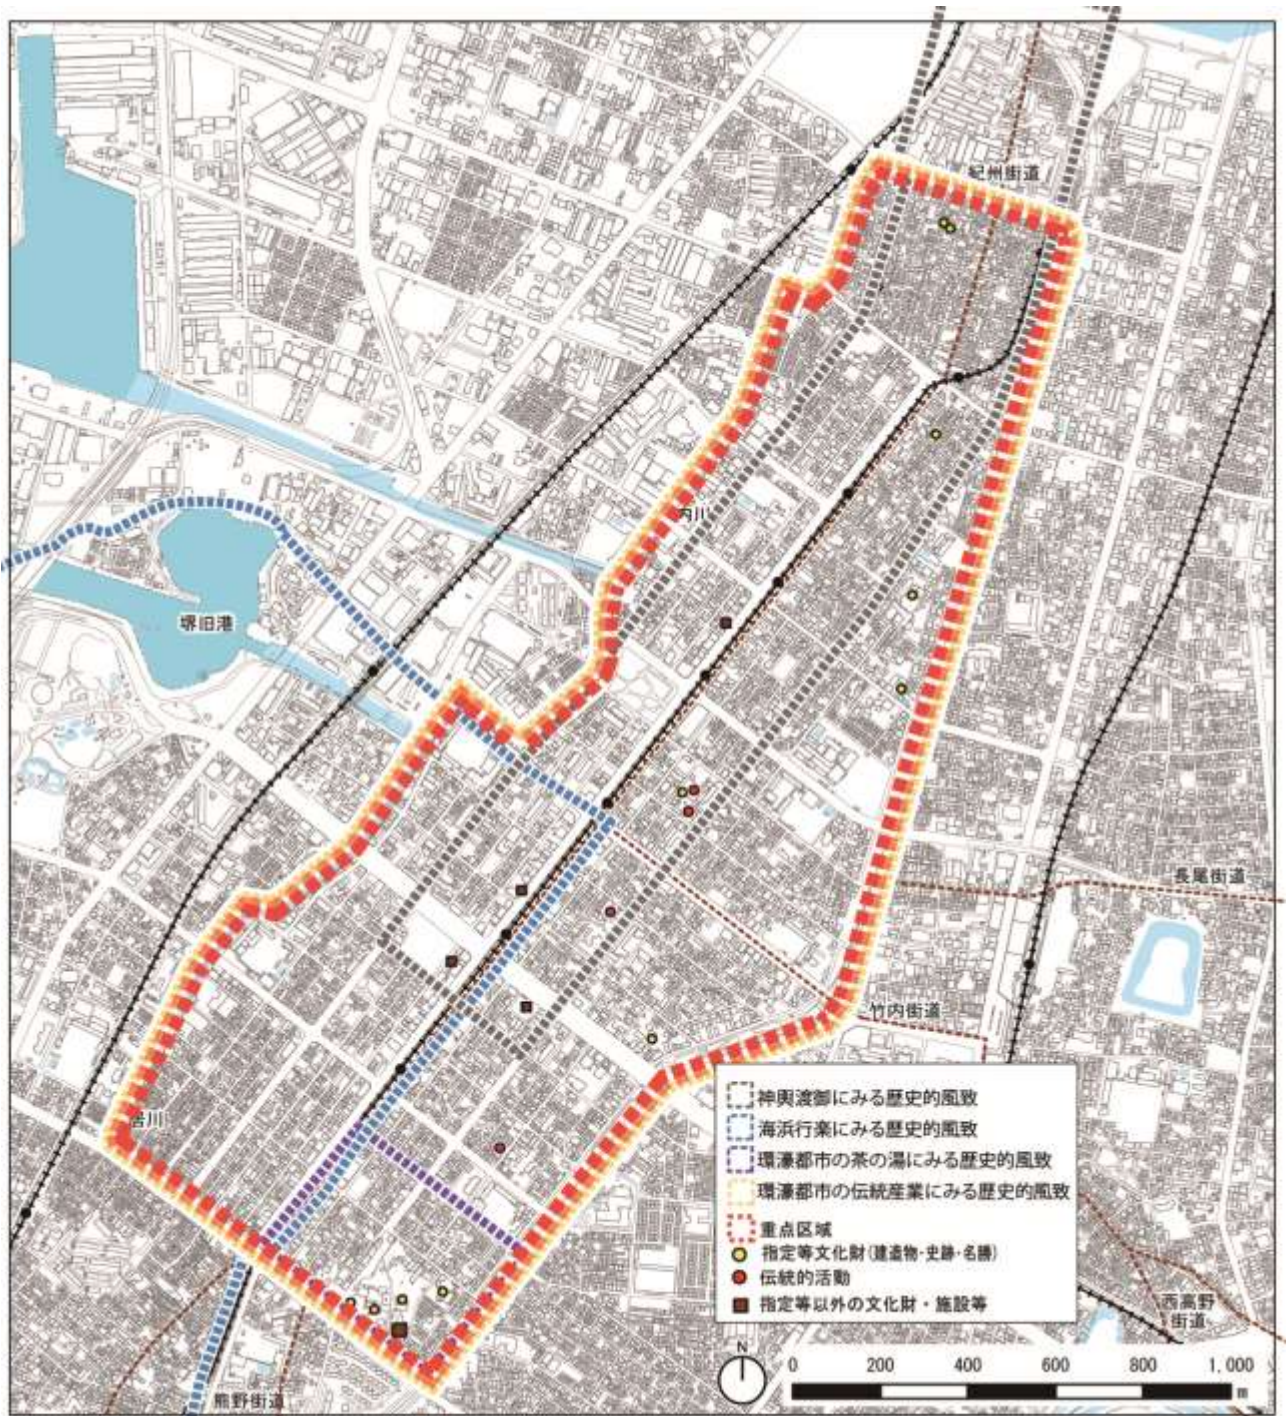 紀州街道
内川
堺旧港
長尾街道
竹内街道
神輿渡御にみる歴史的風致
海浜行楽にみる歴史的風致
環濠都市の茶の湯にみる歴史的風致
環濠都市の伝統産業にみる歴史的風致
重点区域
指定等文化財(建造物・史跡・名勝)
伝統的活動
指定等以外の文化財・施設等
西高野
街道
熊野街道
N
0 200 400 600 800 1,000
m